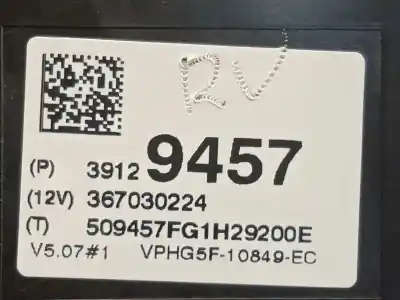 RV
(P) 3912 9457
(12V) 367030224
(T) 509457FG1H29200E
V5.07#1 VPHG5F-10849-EC